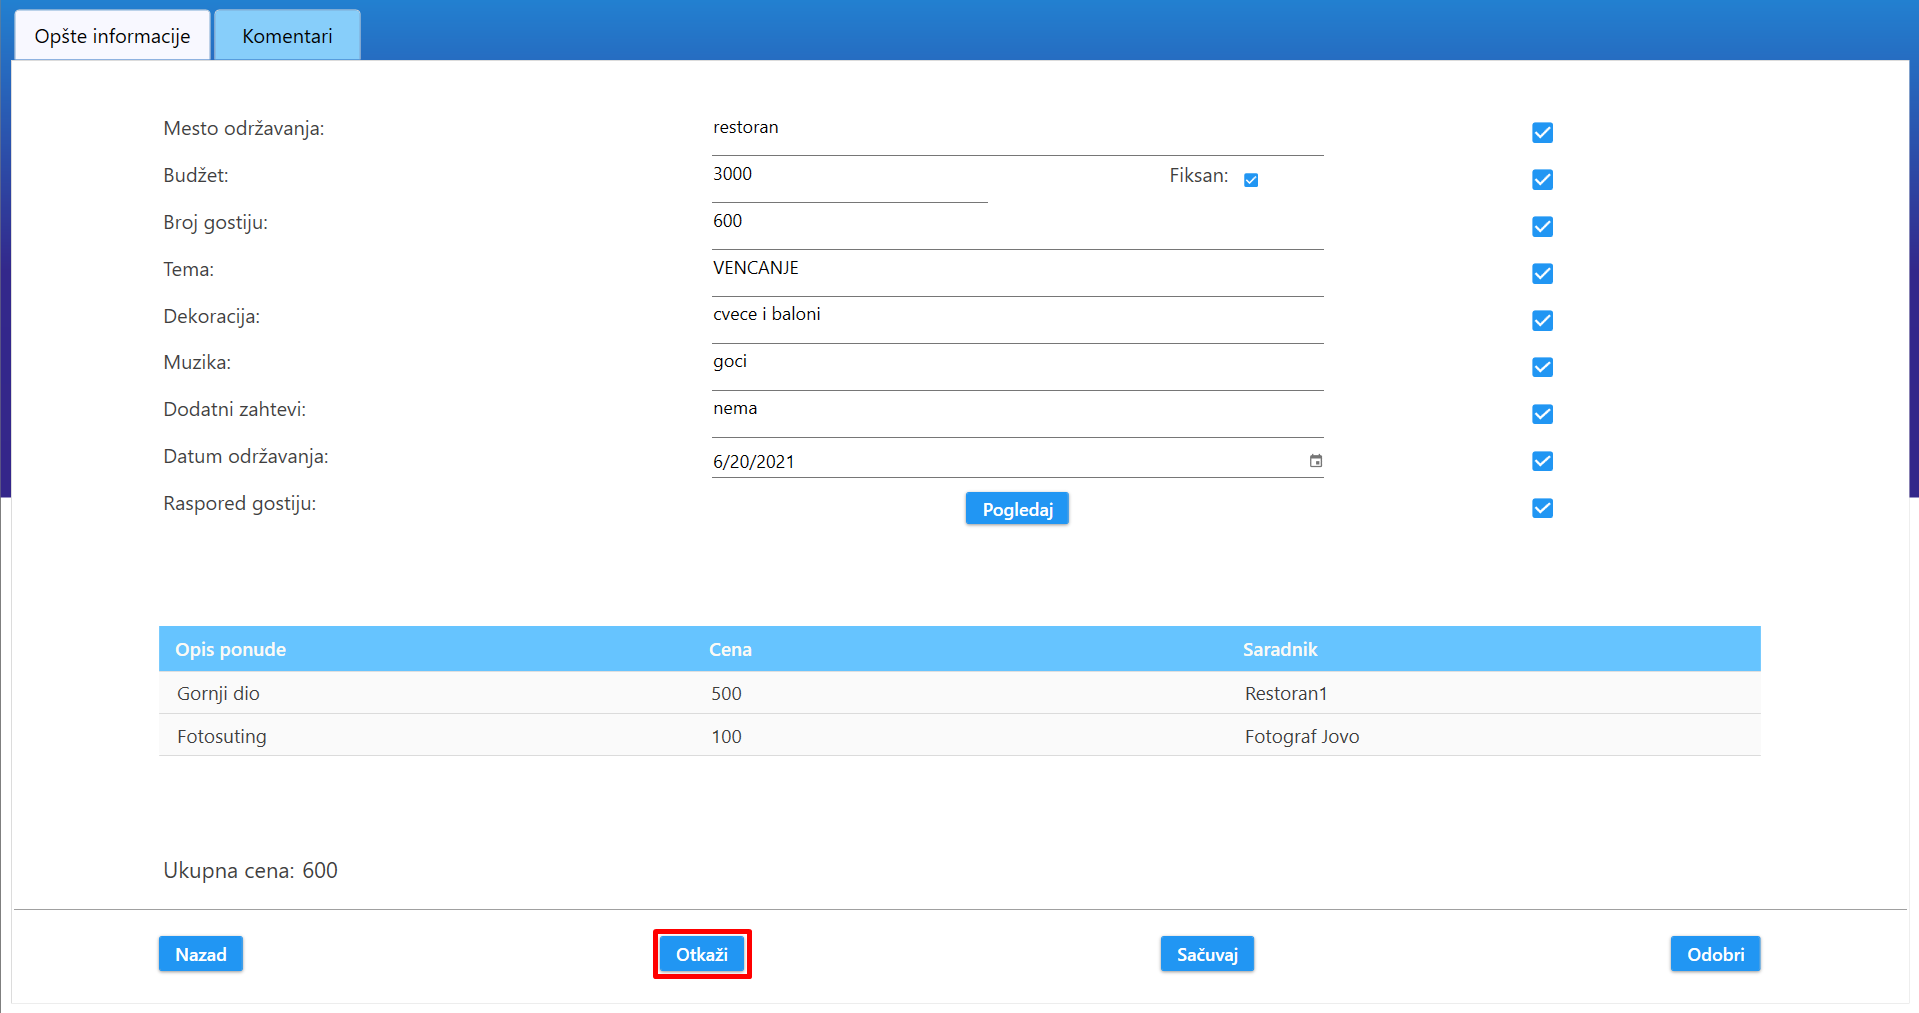 Opšte informacije Komentari
Mesto održavanja: restoran
Budžet: 3000 Fiksan:
Broj gostiju: 600
Tema: VENCANJE
Dekoracija: cvece i baloni
Muzika: goci
Dodatni zahtevi: nema
Datum održavanja: 6/20/2021
Raspored gostiju: Pogledaj
Opis ponude Cena Saradnik
Gornji dio 500 Restoran1
Fotosuting 100 Fotograf Jovo
Ukupna cena: 600
Nazad Otkaži Sačuvaj Odobri